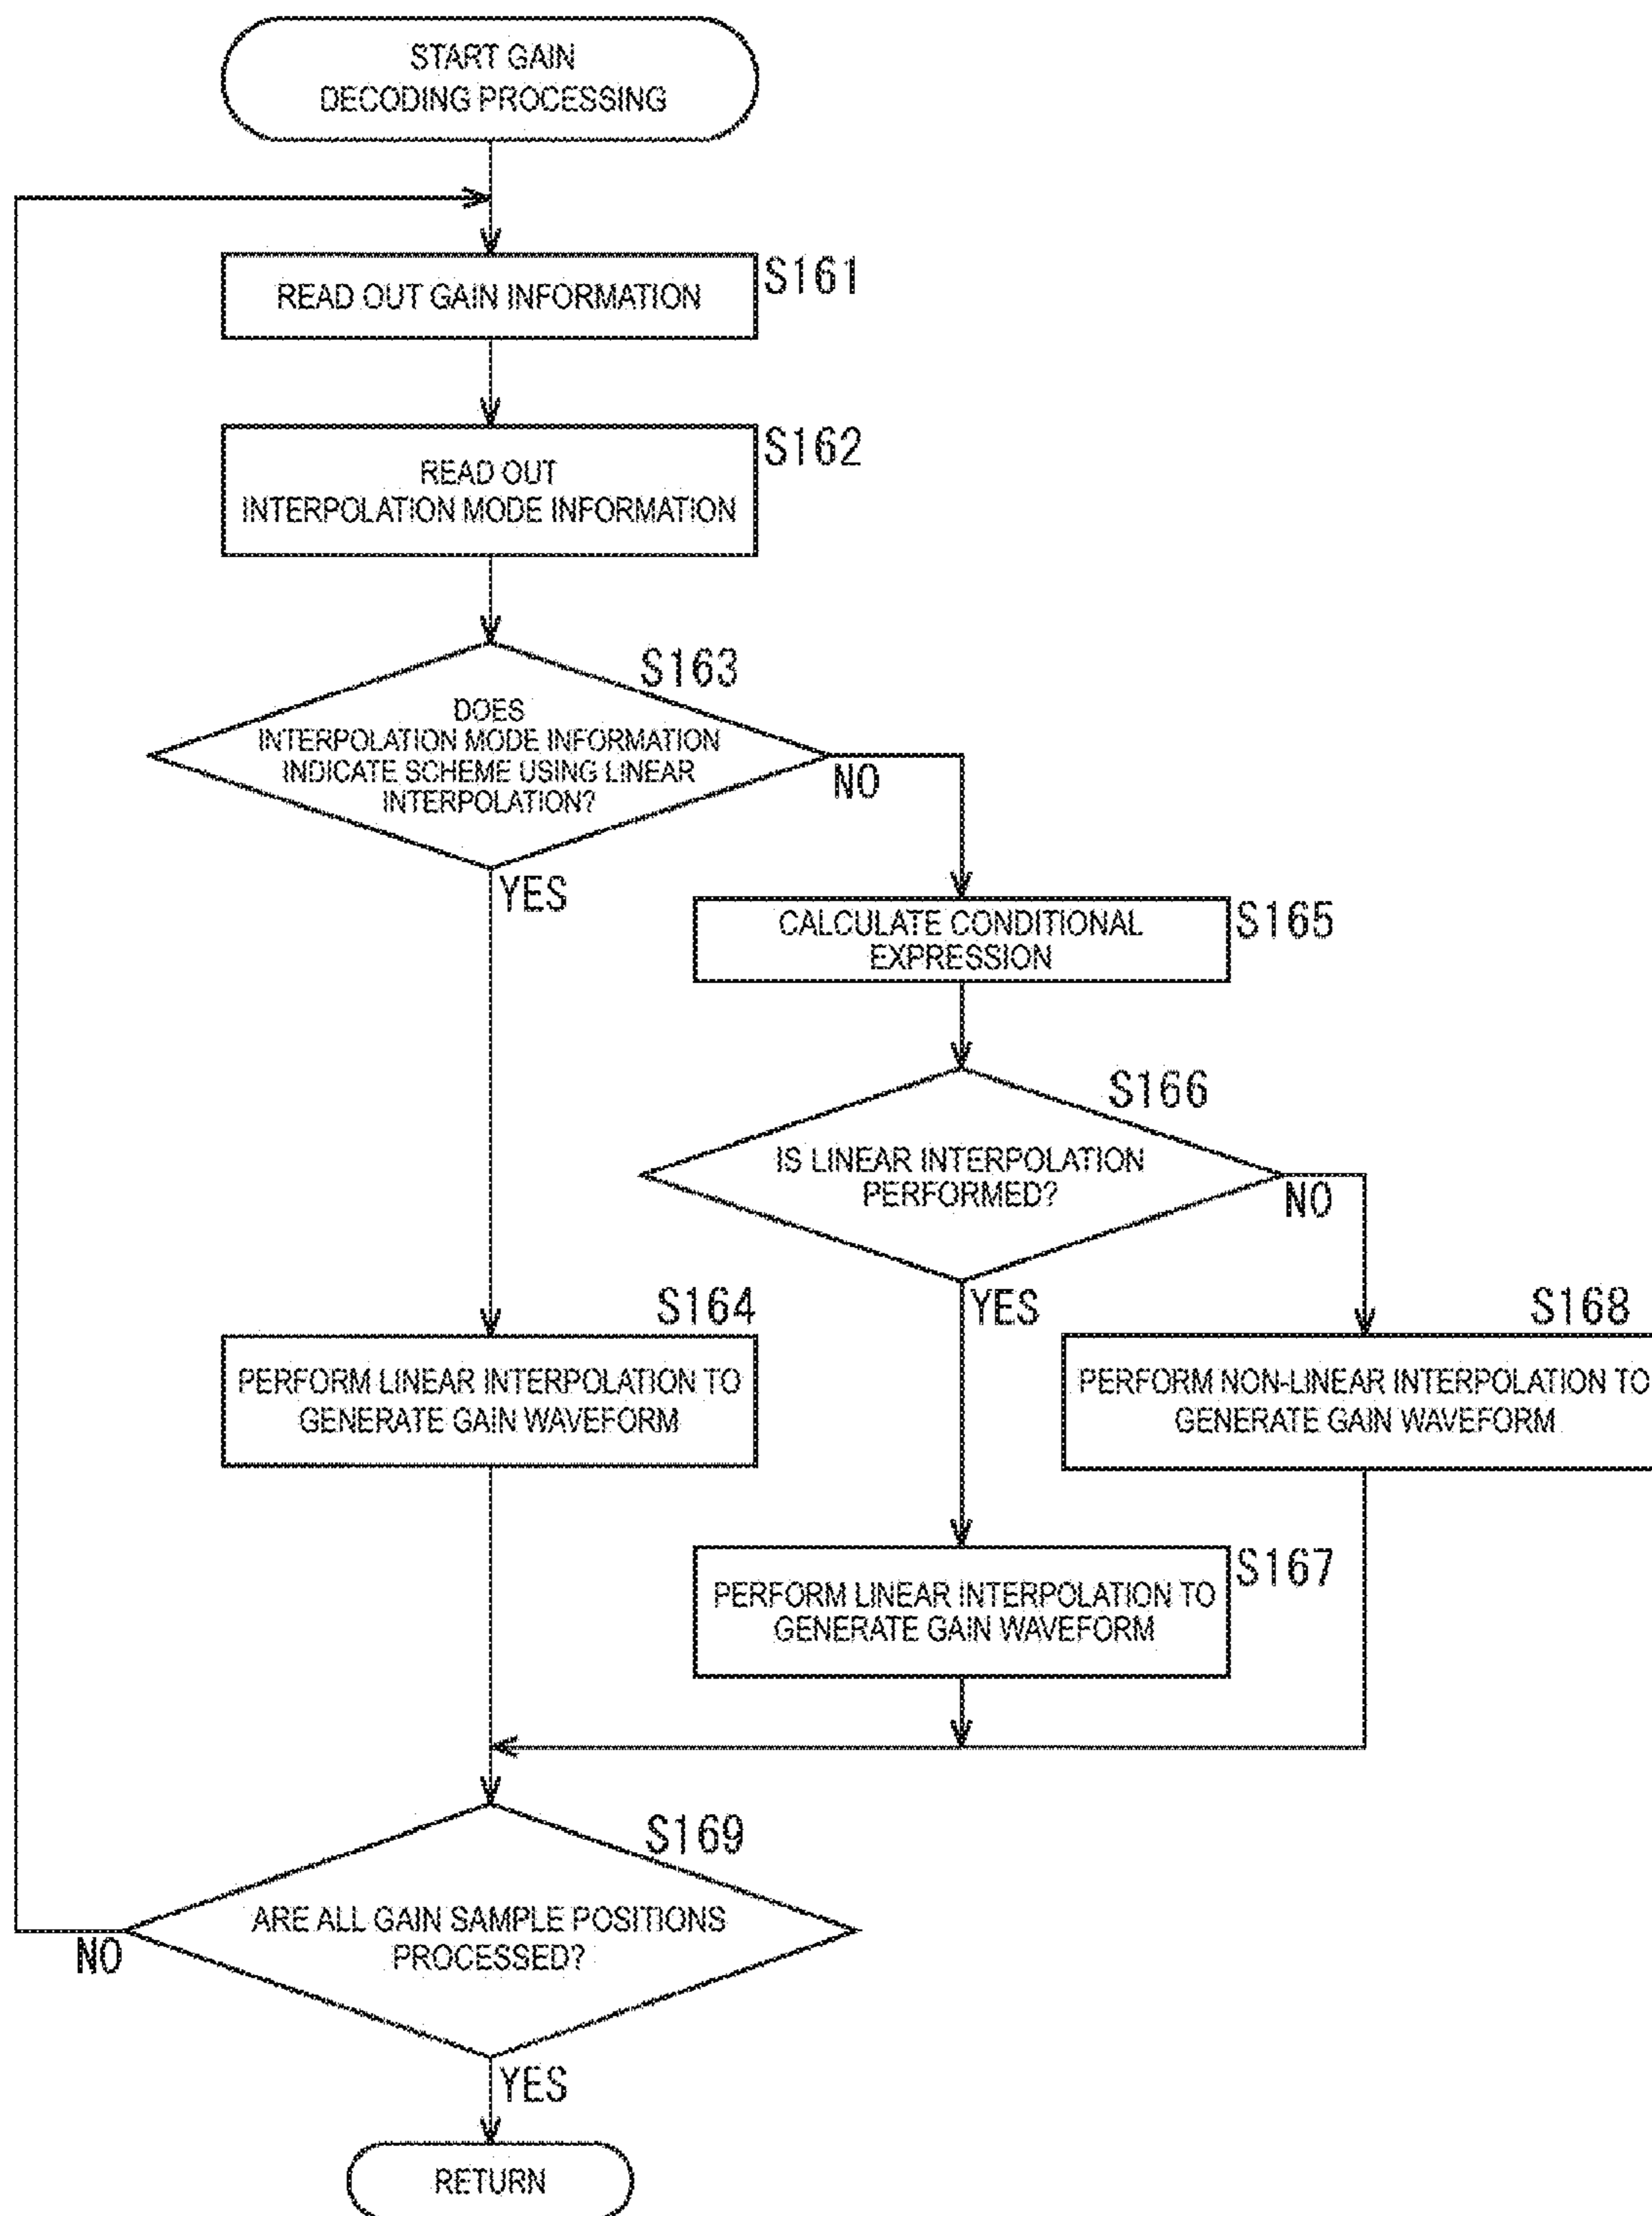 START GAIN
DECODING PROCESSING
READ OUT GAIN INFORMATION
S161
READ OUT
INTERPOLATION MODE INFORMATION
S162
S163
DOES
INTERPOLATION MODE INFORMATION
INDICATE SCHEME USING LINEAR
INTERPOLATION?
NO
YES
CALCULATE CONDITIONAL
EXPRESSION
S165
S166
IS LINEAR INTERPOLATION
PERFORMED?
NO
YES
S164
PERFORM LINEAR INTERPOLATION TO
GENERATE GAIN WAVEFORM
S168
PERFORM NON-LINEAR INTERPOLATION TO
GENERATE GAIN WAVEFORM
S167
PERFORM LINEAR INTERPOLATION TO
GENERATE GAIN WAVEFORM
S169
ARE ALL GAIN SAMPLE POSITIONS
PROCESSED?
NO
YES
RETURN